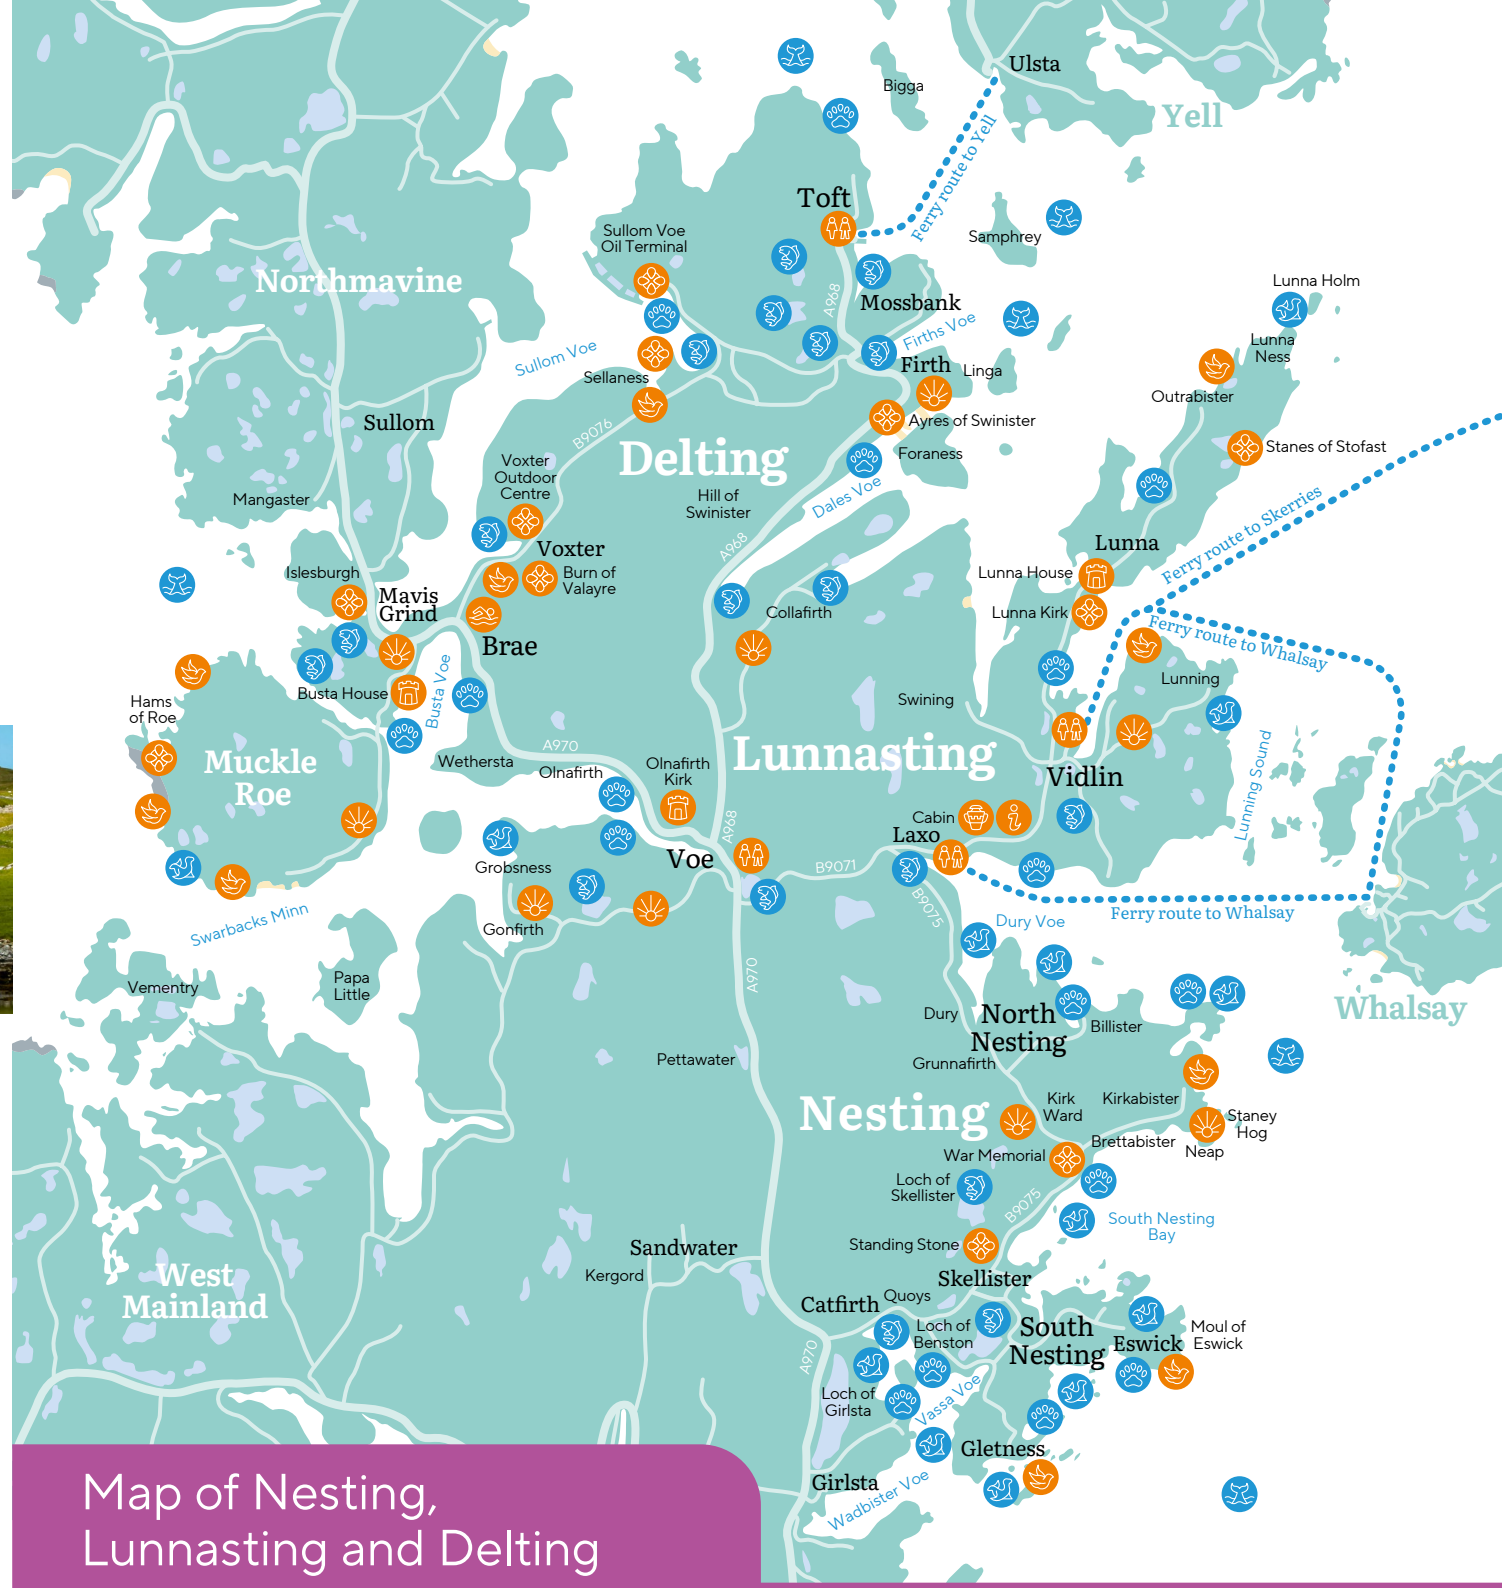 Ulsta
Bigga
Yell
Ferry route to Yell
Toft
Samphrey
Sullom Voe
Oil Terminal
Northmavine
Lunna Holm
A968
Mossbank
Firths Voe
Lunna
Ness
Sullom Voe
Firth
Linga
Sellaness
Outrabister
Sullom
B9076
Ayres of Swinister
Delting
Foraness
Stanes of Stofast
Voxter
Outdoor
Centre
Mangaster
Hill of
Swinister
Dales Voe
Ferry route to Skerries
A968
Voxter
Lunna
Islesburgh
Burn of
Valayre
Lunna House
Mavis
Grind
Collafirth
Lunna Kirk
Brae
Ferry route to Whalsay
Busta Voe
Lunning
Busta House
Swining
Hams
of Roe
A970
Lunnasting
Muckle
Roe
Wethersta
Olnafirth
Olnafirth
Kirk
Vidlin
Lunning Sound
Cabin
Laxo
A968
Voe
Grobsness
B9071
B9075
Swarbacks Minn
Gonfirth
Dury Voe
Ferry route to Whalsay
Vementry
Papa
Little
A970
Whalsay
Dury
North
Nesting
Billister
Pettawater
Grunnafirth
Nesting
Kirk
Ward
Kirkabister
Staney
Hog
Brettabister
Neap
War Memorial
Loch of
Skellister
B9075
South Nesting
Bay
Sandwater
Standing Stone
Kergord
Skellister
West
Mainland
Quoys
Catfirth
Loch of
Benston
South
Nesting
Eswick
Moul of
Eswick
A970
Loch of
Girlsta
Vassa Voe
Gletness
Girlsta
Wadbister Voe
Map of Nesting,
Lunnasting and Delting